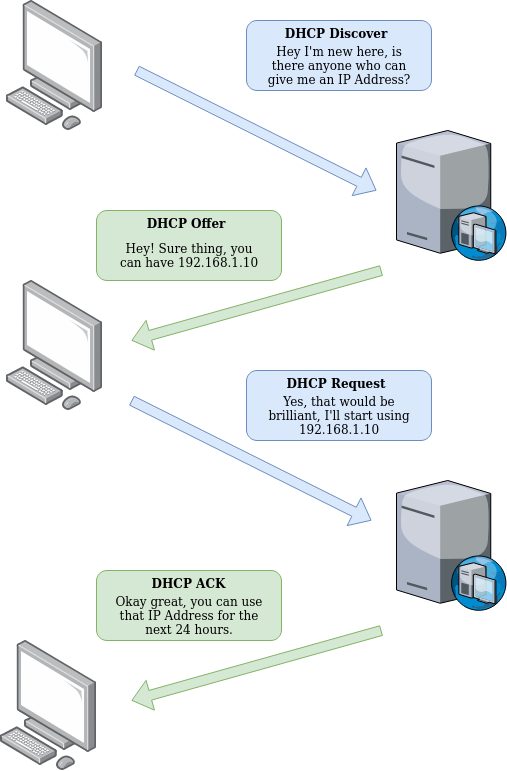 DHCP Discover
Hey I'm new here, is
there anyone who can
give me an IP Address?
DHCP Offer
Hey! Sure thing, you
can have 192.168.1.10
DHCP Request
Yes, that would be
brilliant, I'll start using
192.168.1.10
DHCP ACK
Okay great, you can use
that IP Address for the
next 24 hours.